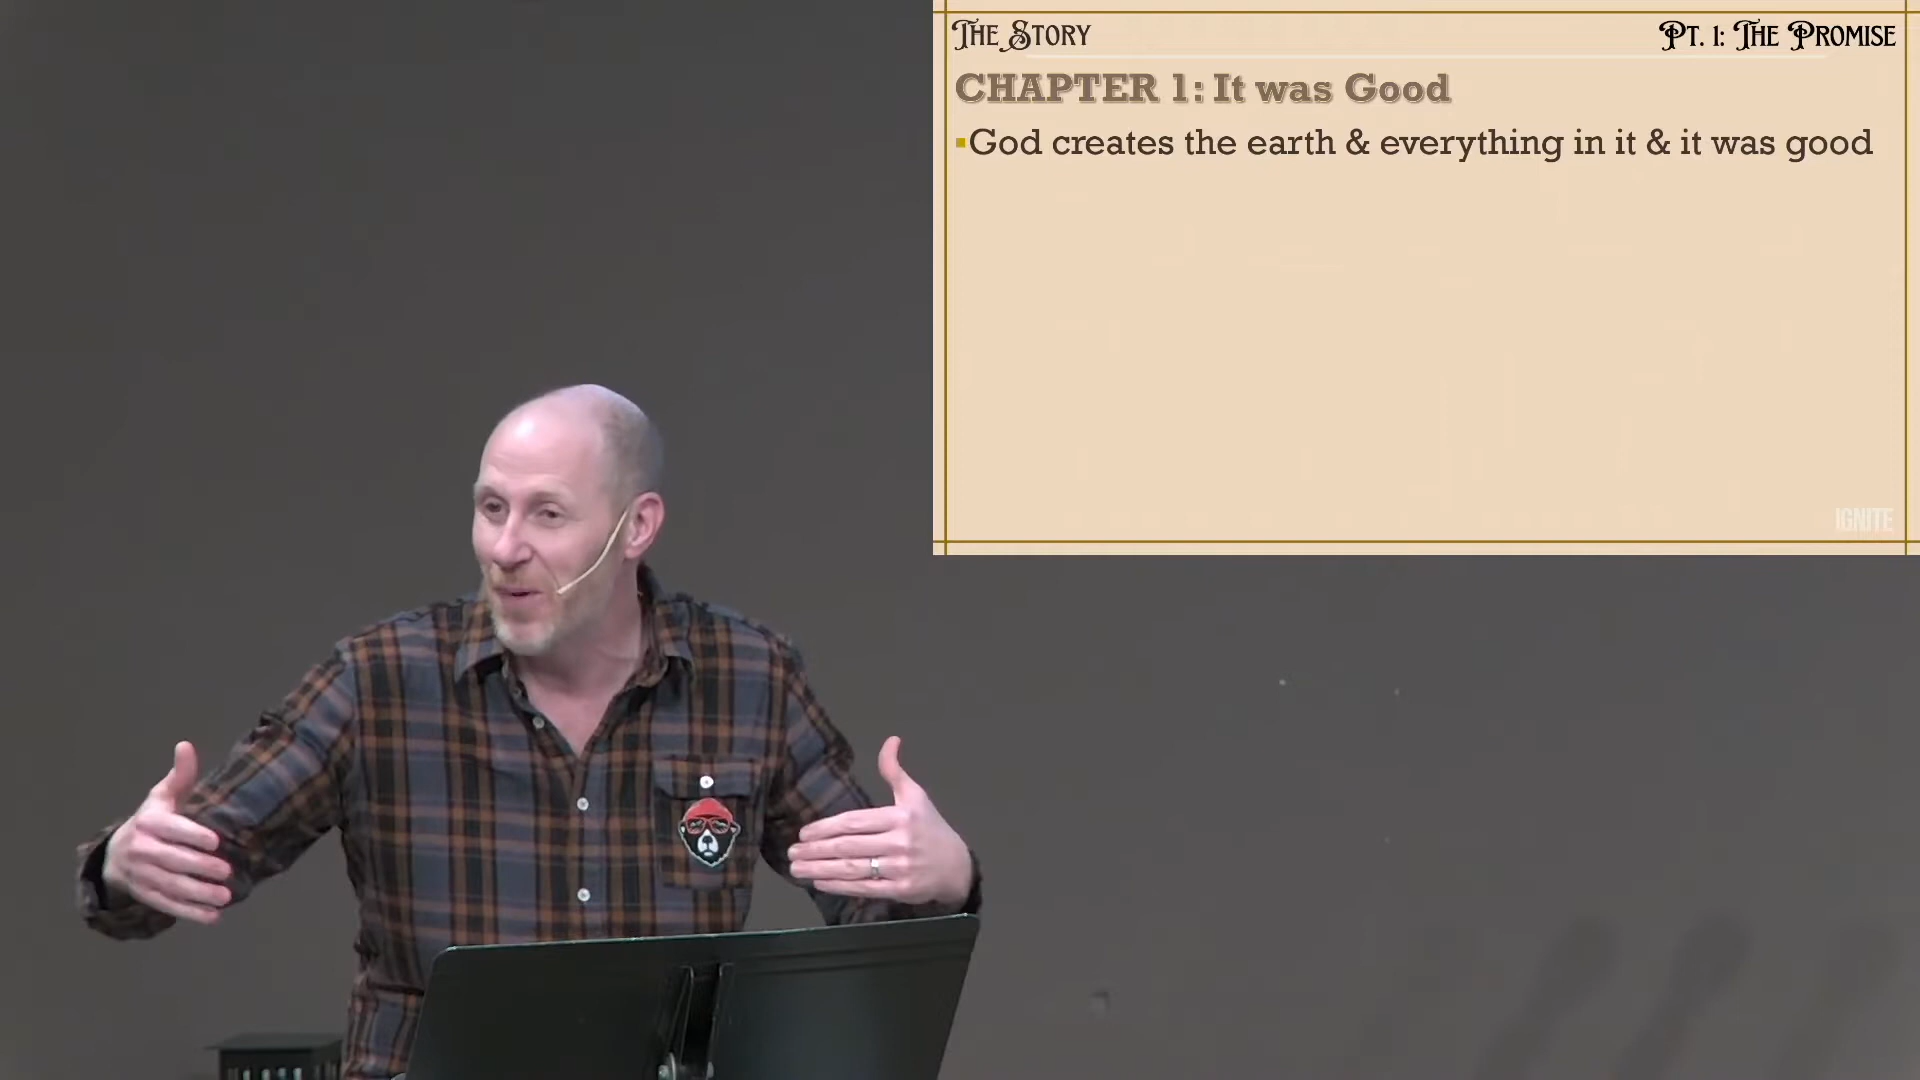 The Story
Pt. 1: The Promise
CHAPTER 1: It was Good
▪God creates the earth & everything in it & it was good
IGNITE